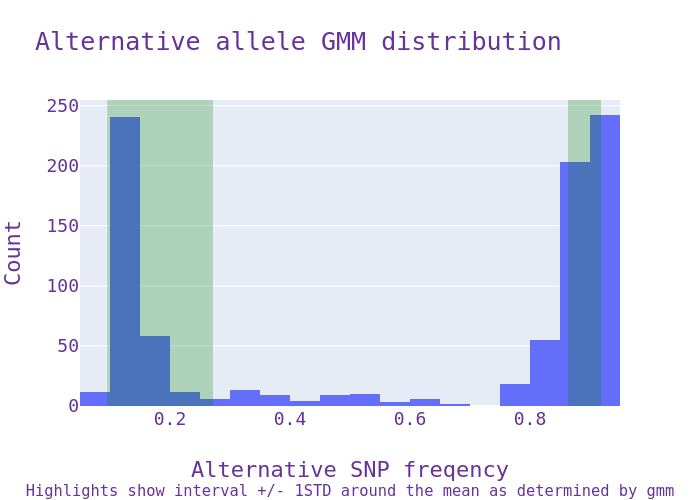 Alternative allele GMM distribution
250
200
150
100
50
0
Count
0.2 0.4 0.6 0.8
Alternative SNP freqency
Highlights show interval +/- 1STD around the mean as determined by gmm